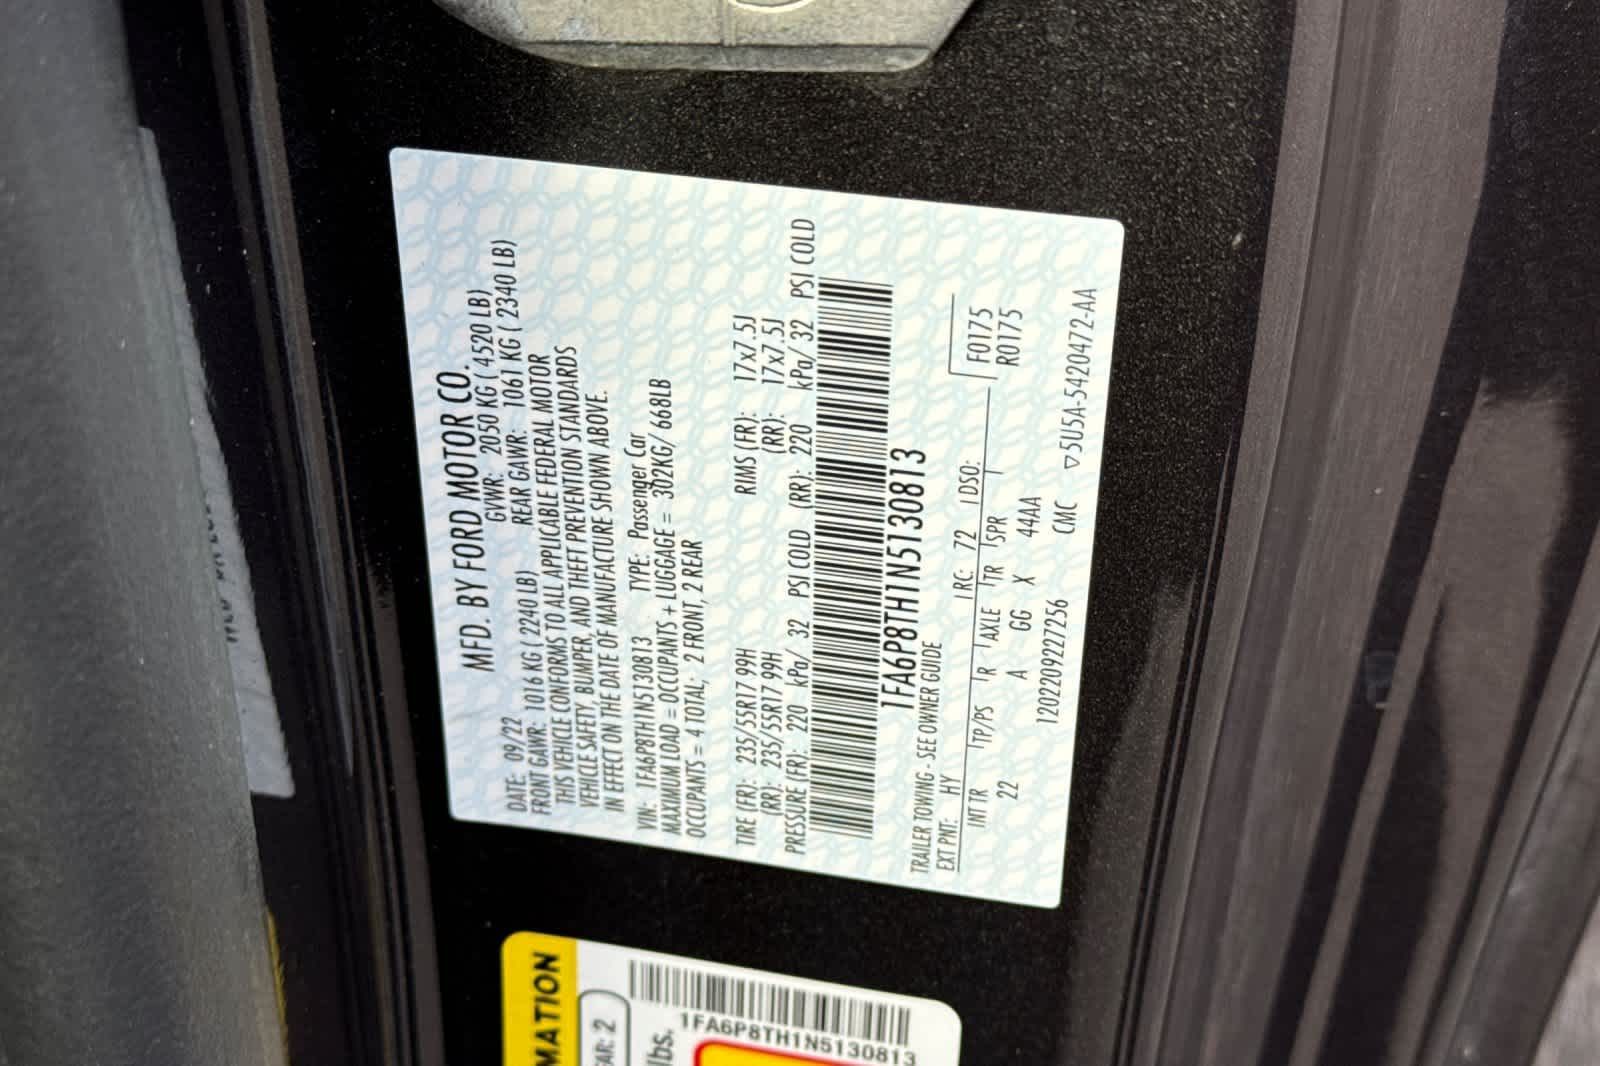 MFD. BY FORD MOTOR CO.
DATE: 09/22 GVWR: 2050 KG ( 4520 LB)
FRONT GAWR: 1016 KG ( 2240 LB) REAR GAWR: 1061 KG ( 2340 LB)
THIS VEHICLE CONFORMS TO ALL APPLICABLE FEDERAL MOTOR
VEHICLE SAFETY, BUMPER, AND THEFT PREVENTION STANDARDS
IN EFFECT ON THE DATE OF MANUFACTURE SHOWN ABOVE.
VIN: 1FA6P8TH1N5130813 TYPE: Passenger Car
MAXIMUM LOAD = OCCUPANTS + LUGGAGE = 302KG/ 668LB
OCCUPANTS = 4 TOTAL; 2 FRONT, 2 REAR
TIRE (FR): 235/55R17 99H RIMS (FR): 17x7.5J
(RR): 235/55R17 99H (RR): 17x7.5J
PRESSURE (FR): 220 kPa/ 32 PSI COLD (RR): 220 kPa/ 32 PSI COLD
1FA6P8TH1N5130813
TRAILER TOWING - SEE OWNER GUIDE
EXT PNT: HY RC: 72 DSO: F0175
INT TR TP/PS R AXLE TR SPR R0175
22 A GG X 44AA
1202209227256 CMC ▽5U5A-5420472-AA
MATION
AR: 2
lbs.
1FA6P8TH1N5130813